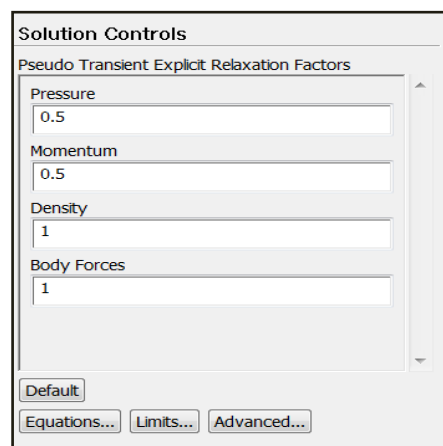 Solution Controls
Pseudo Transient Explicit Relaxation Factors
Pressure
0.5
Momentum
0.5
Density
1
Body Forces
1
Default
Equations... Limits... Advanced...